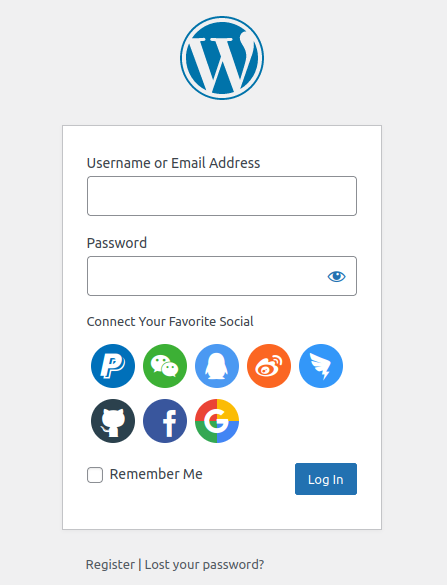 Username or Email Address
Password
Connect Your Favorite Social
Remember Me
Log In
Register | Lost your password?